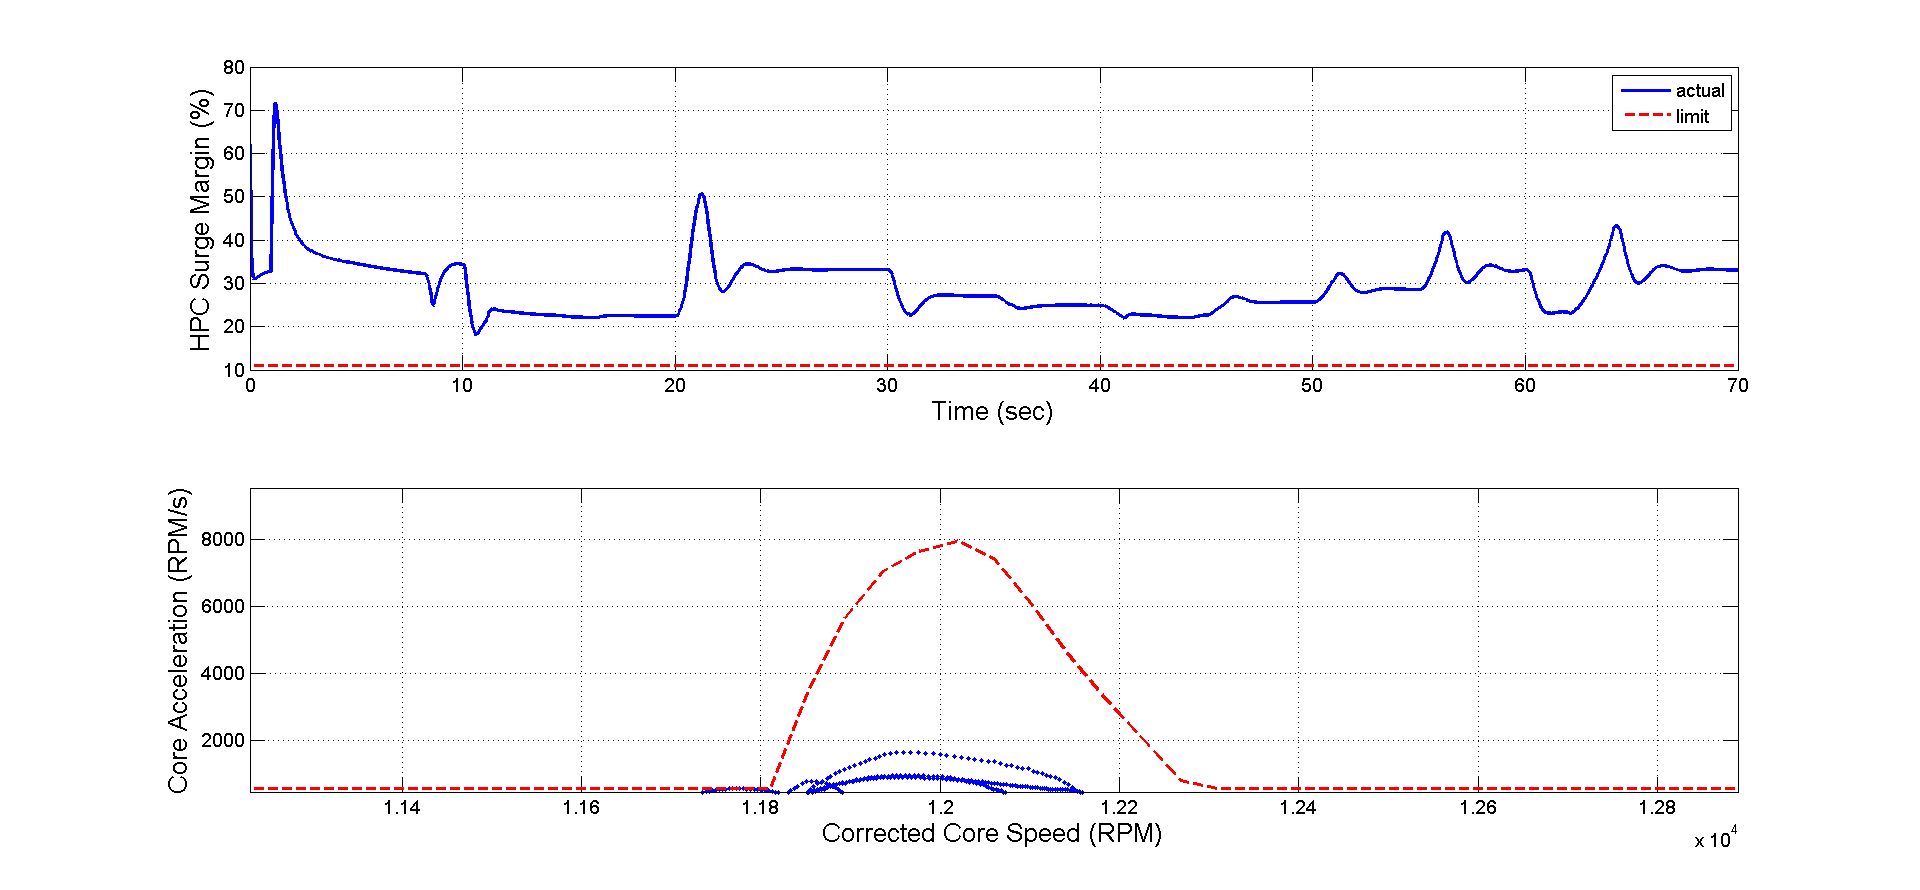 HPC Surge Margin (%)
80
70
60
50
40
30
20
10
actual
limit
0 10 20 30 40 50 60 70
Time (sec)
Core Acceleration (RPM/s)
8000
6000
4000
2000
1.14 1.16 1.18 1.2 1.22 1.24 1.26 1.28
Corrected Core Speed (RPM)
x 10^4